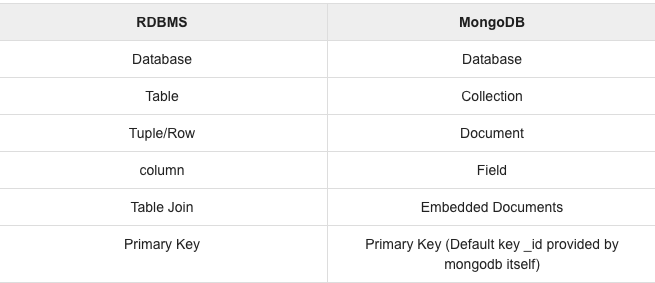 RDBMS MongoDB
Database Database
Table Collection
Tuple/Row Document
column Field
Table Join Embedded Documents
Primary Key Primary Key (Default key _id provided by
mongodb itself)